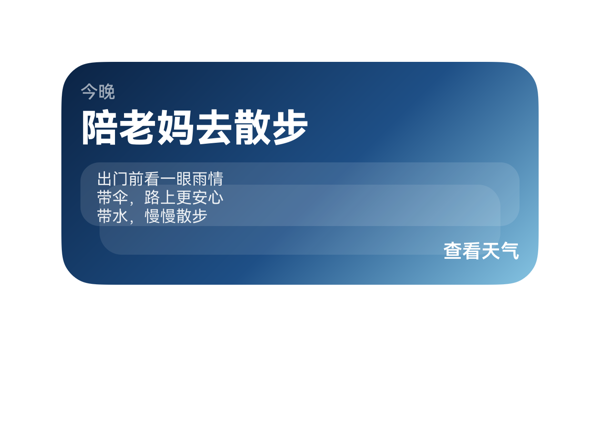 今晚
陪老妈去散步
出门前看一眼雨情
带伞，路上更安心
带水，慢慢散步
查看天气